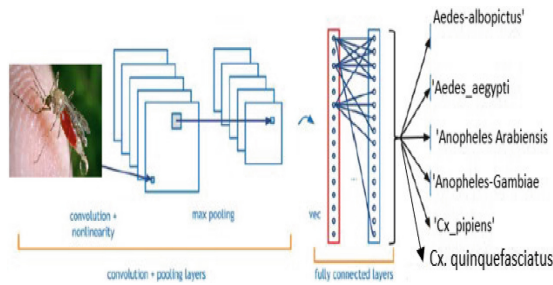 Aedes-albopictus'
'Aedes_aegypti
'Anopheles Arabiensis
'Anopheles-Gambiae
'Cx_pipiens'
Cx. quinquefasciatus
convolution +
nonlinearity
max pooling
vec
convolution + pooling layers
fully connected layers